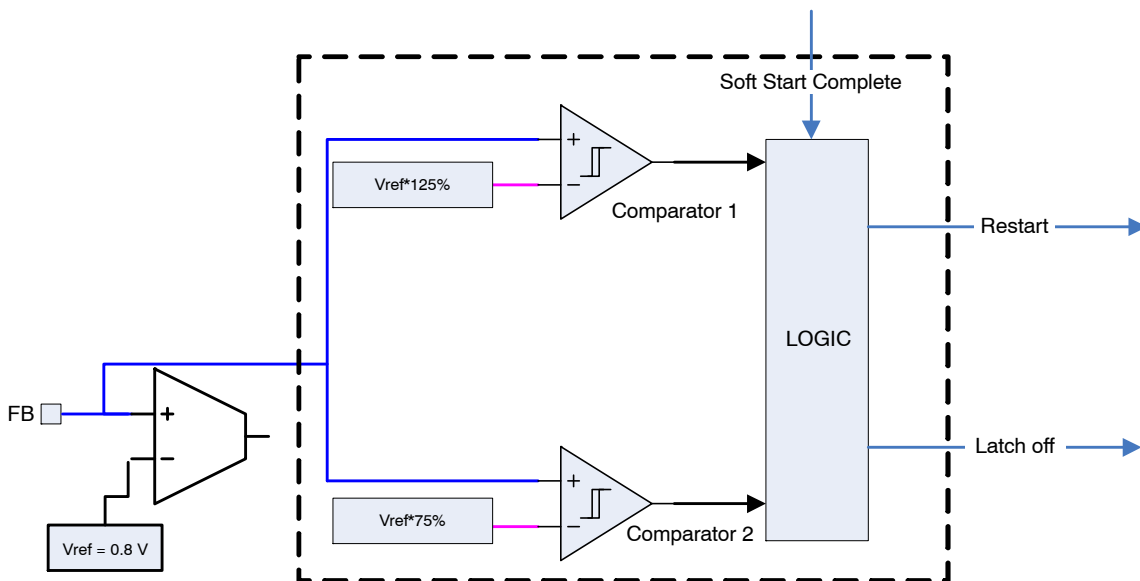 Soft Start Complete
+
Vref*125%
−
Comparator 1
Restart
LOGIC
FB
+
−
Latch off
+
Vref*75%
−
Comparator 2
Vref = 0.8 V